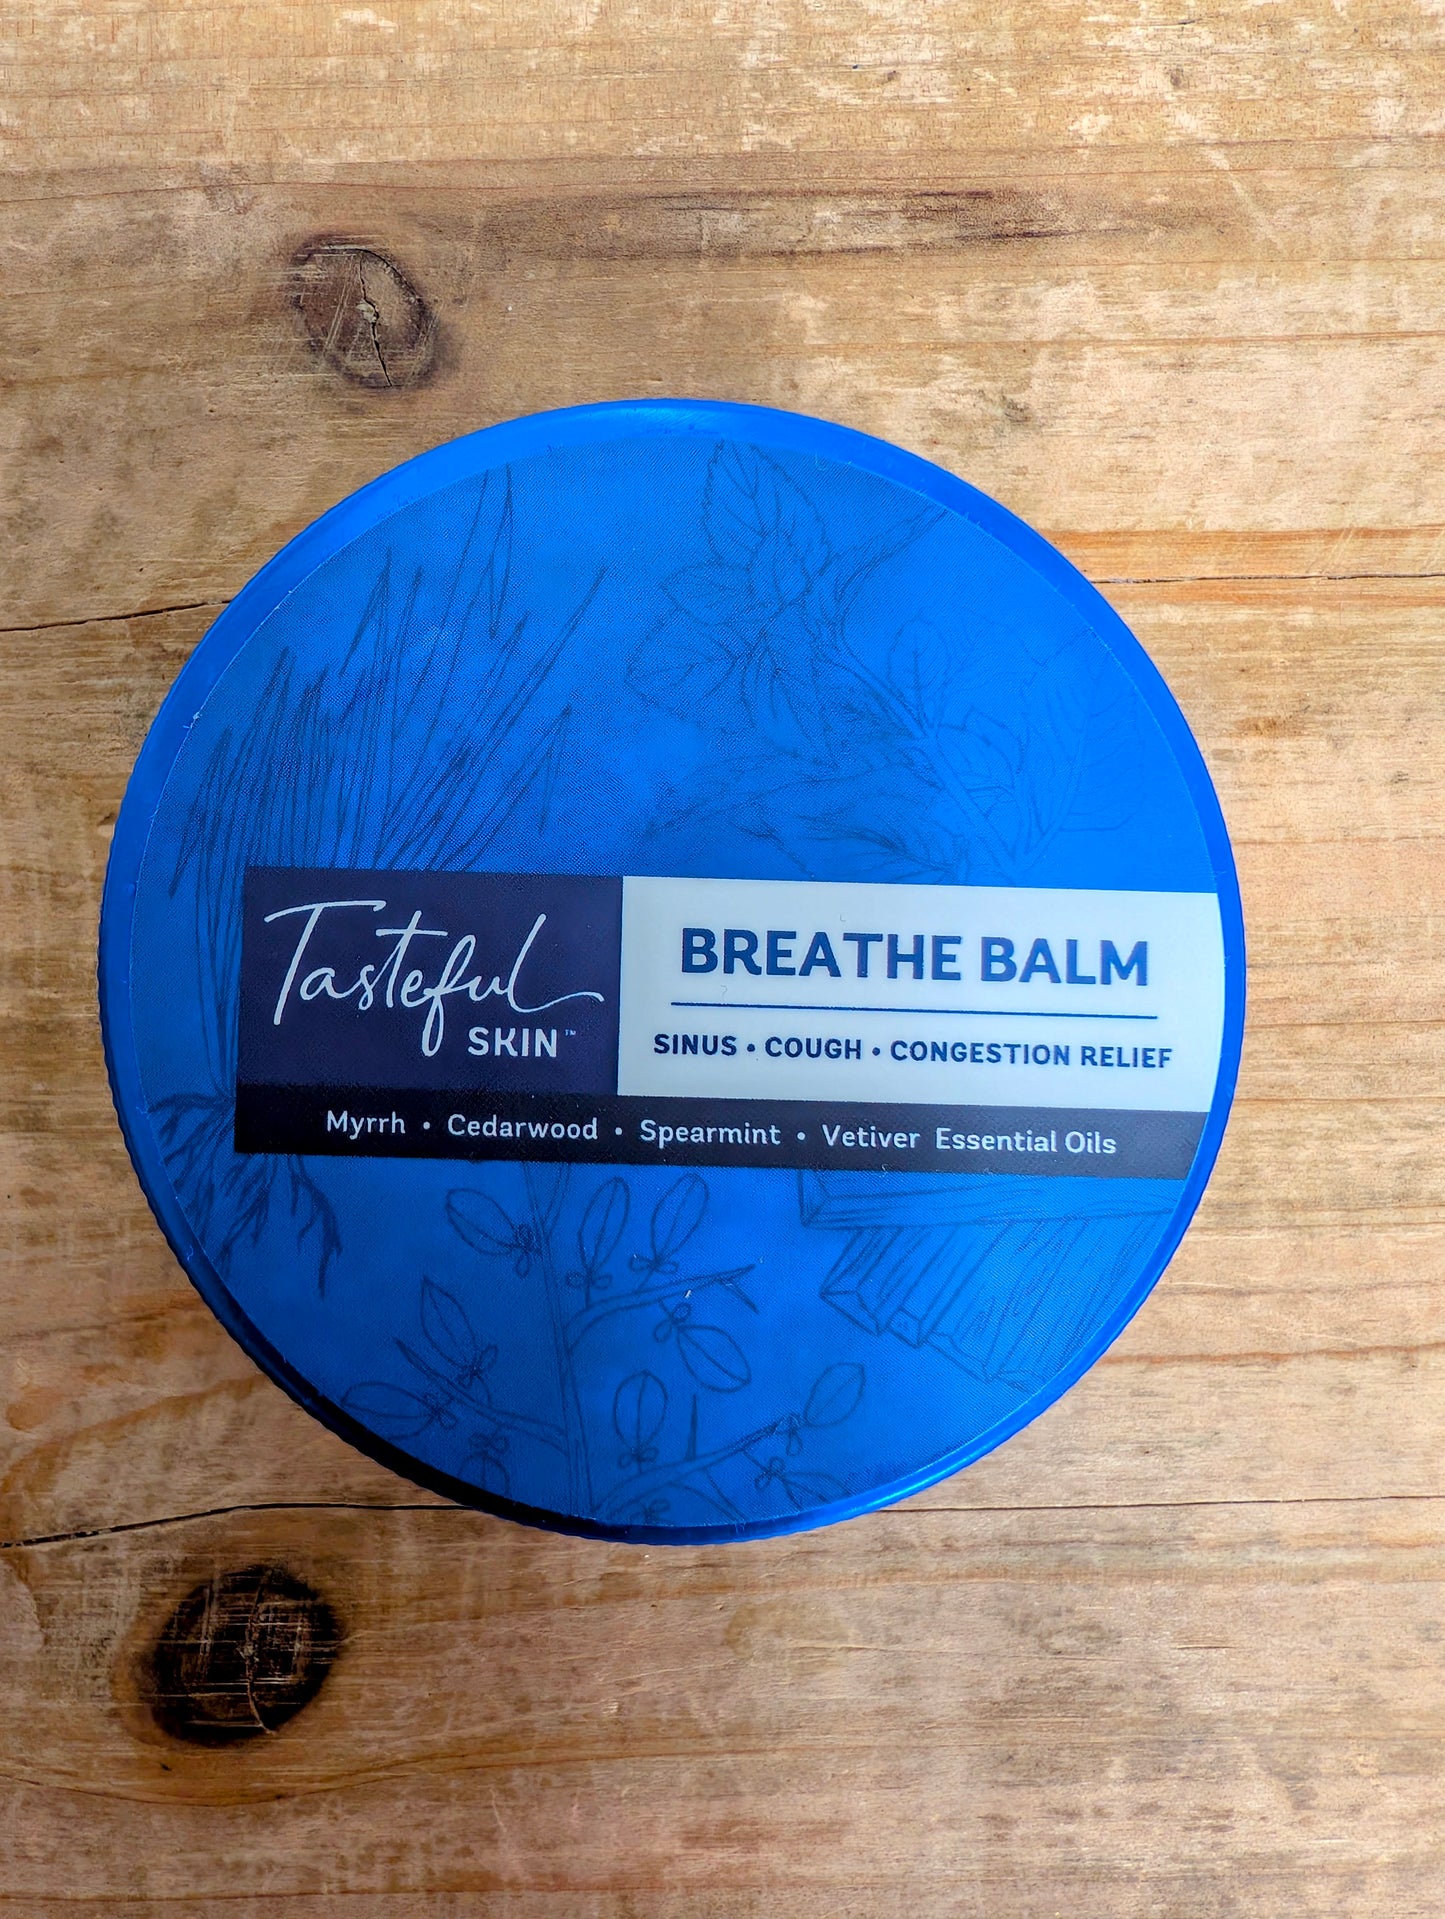 Tasteful
SKIN™
BREATHE BALM
SINUS • COUGH • CONGESTION RELIEF
Myrrh • Cedarwood • Spearmint • Vetiver Essential Oils